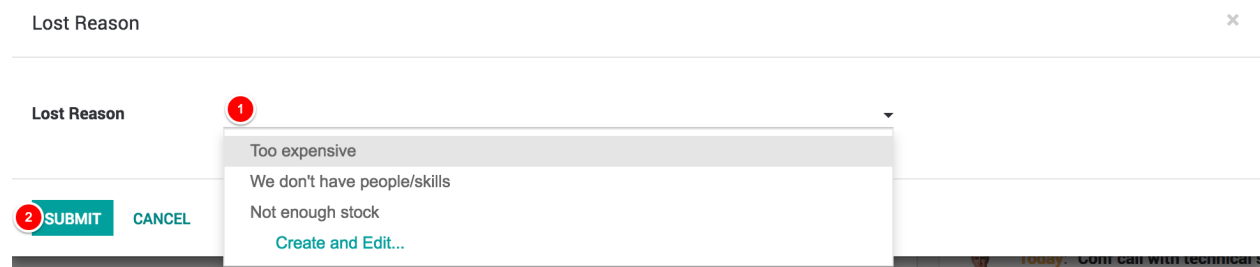 Lost Reason
×
Lost Reason
1
Too expensive
We don't have people/skills
Not enough stock
Create and Edit...
2 SUBMIT CANCEL
Today: Conf call with technical